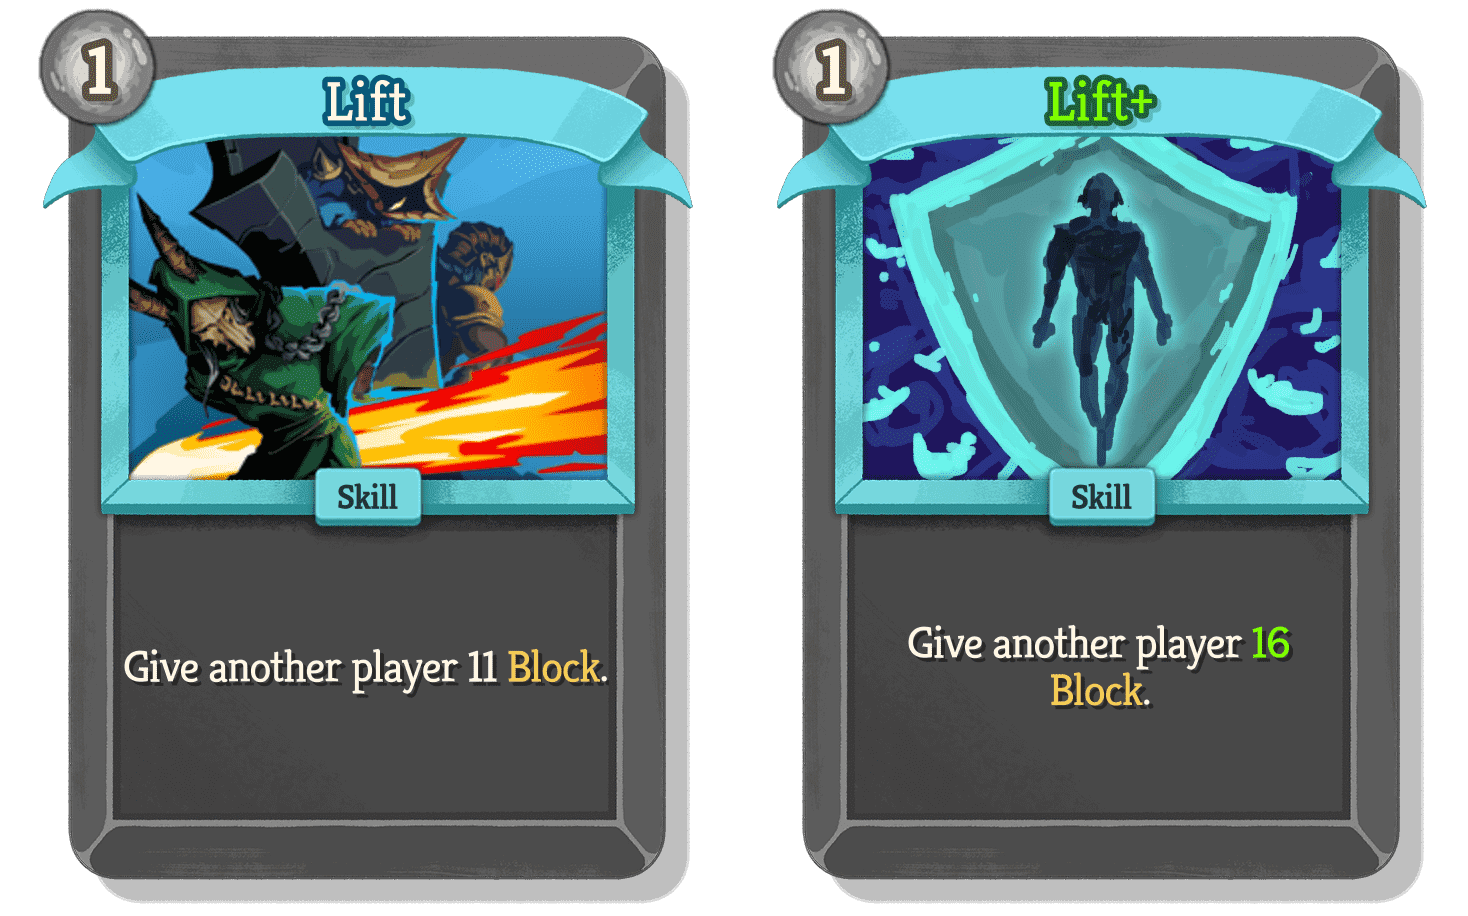 1
Lift
Skill
Give another player 11 Block.
1
Lift+
Skill
Give another player 16
Block.